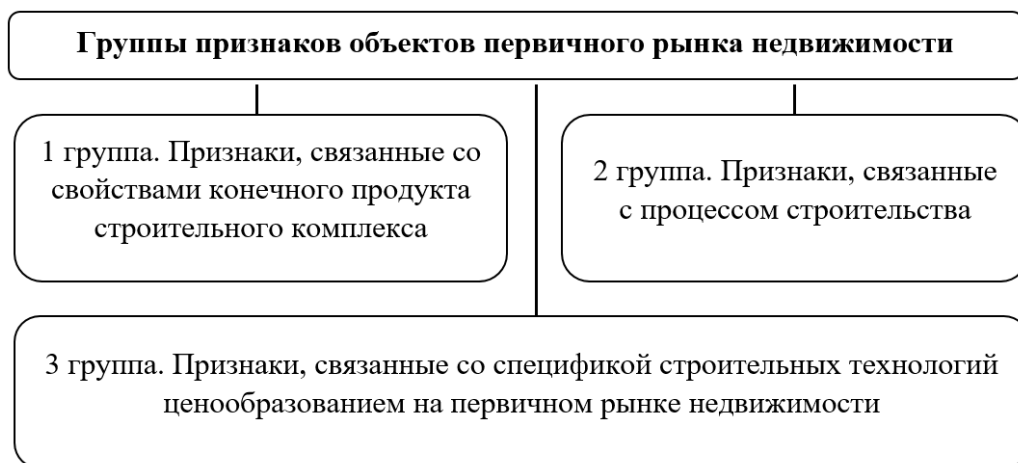 Группы признаков объектов первичного рынка недвижимости
1 группа. Признаки, связанные со
свойствами конечного продукта
строительного комплекса
2 группа. Признаки, связанные
с процессом строительства
3 группа. Признаки, связанные со спецификой строительных технологий
ценообразованием на первичном рынке недвижимости